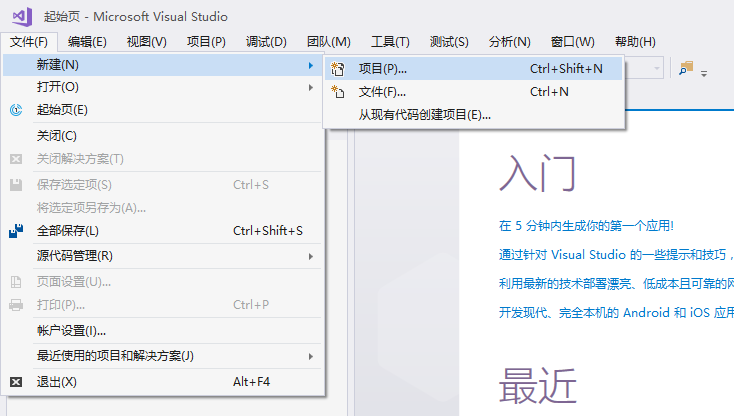 起始页 - Microsoft Visual Studio
文件(F) 编辑(E) 视图(V) 项目(P) 调试(D) 团队(M) 工具(T) 测试(S) 分析(N) 窗口(W) 帮助(H)
新建(N)
项目(P)... Ctrl+Shift+N
打开(O)
文件(F)... Ctrl+N
起始页(E)
从现有代码创建项目(E)...
关闭(C)
关闭解决方案(T)
保存选定项(S) Ctrl+S
将选定项另存为(A)...
全部保存(L) Ctrl+Shift+S
源代码管理(R)
页面设置(U)...
打印(P)... Ctrl+P
帐户设置(I)...
最近使用的项目和解决方案(J)
退出(X) Alt+F4
入门
在 5 分钟内生成你的第一个应用!
通过针对 Visual Studio 的一些提示和技巧，
利用最新的技术部署漂亮、低成本且可靠的网
开发现代、完全本机的 Android 和 iOS 应用
最近